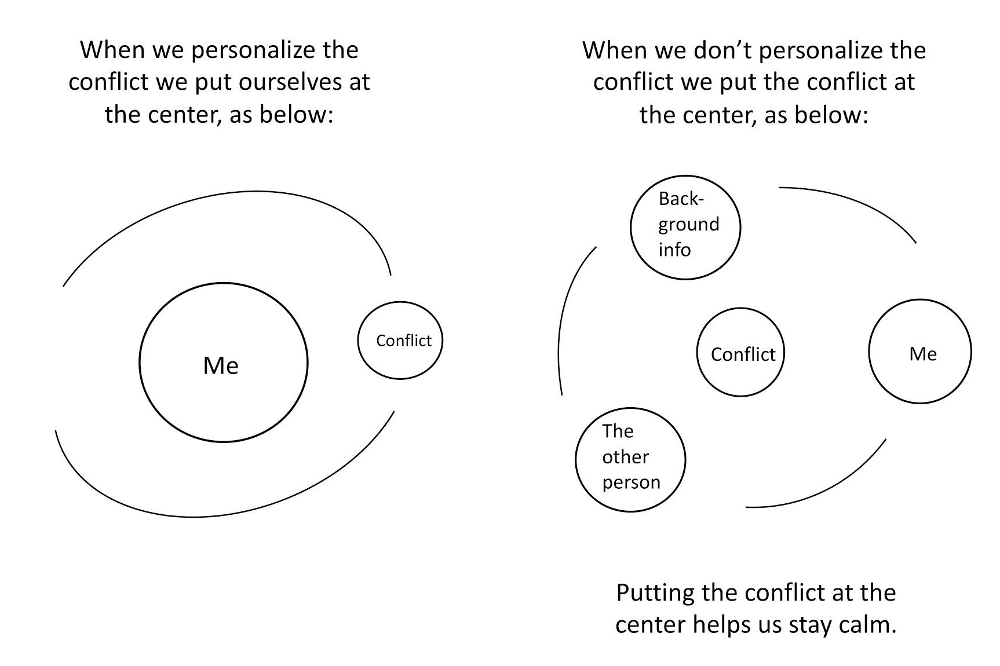 When we personalize the
conflict we put ourselves at
the center, as below:
Me
Conflict
When we don’t personalize the
conflict we put the conflict at
the center, as below:
Back-
ground
info
Conflict
Me
The
other
person
Putting the conflict at the
center helps us stay calm.